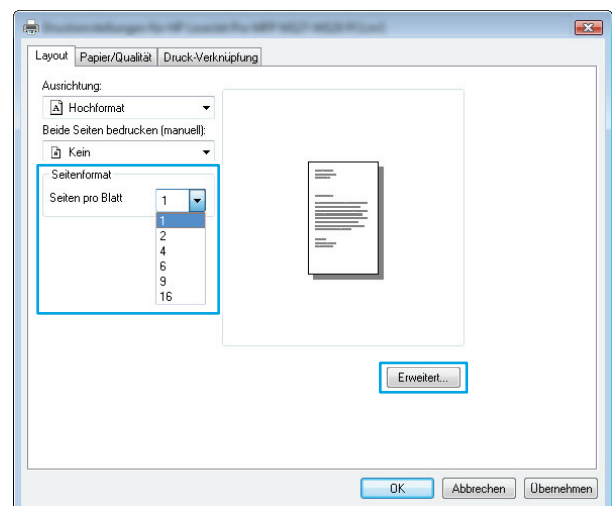 Layout Papier/Qualität Druck-Verknüpfung
Ausrichtung:
A Hochformat
Beide Seiten bedrucken (manuell):
Kein
Seitenformat
Seiten pro Blatt 1
1
2
4
6
9
16
Erweitert...
OK Abbrechen Übernehmen